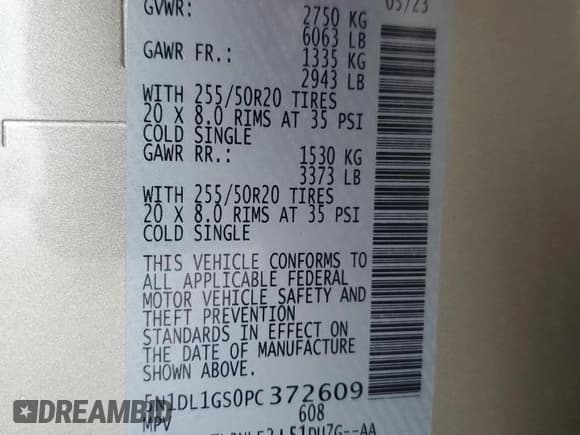 05/23
GVWR: 2750 KG
6063 LB
GAWR FR.: 1335 KG
2943 LB
WITH 255/50R20 TIRES
20 X 8.0 RIMS AT 35 PSI
COLD SINGLE
GAWR RR.: 1530 KG
3373 LB
WITH 255/50R20 TIRES
20 X 8.0 RIMS AT 35 PSI
COLD SINGLE
THIS VEHICLE CONFORMS TO
ALL APPLICABLE FEDERAL
MOTOR VEHICLE SAFETY AND
THEFT PREVENTION
STANDARDS IN EFFECT ON
THE DATE OF MANUFACTURE
SHOWN ABOVE.
5N1DL1GS0PC372609
MPV 608
DREAMBID.COM